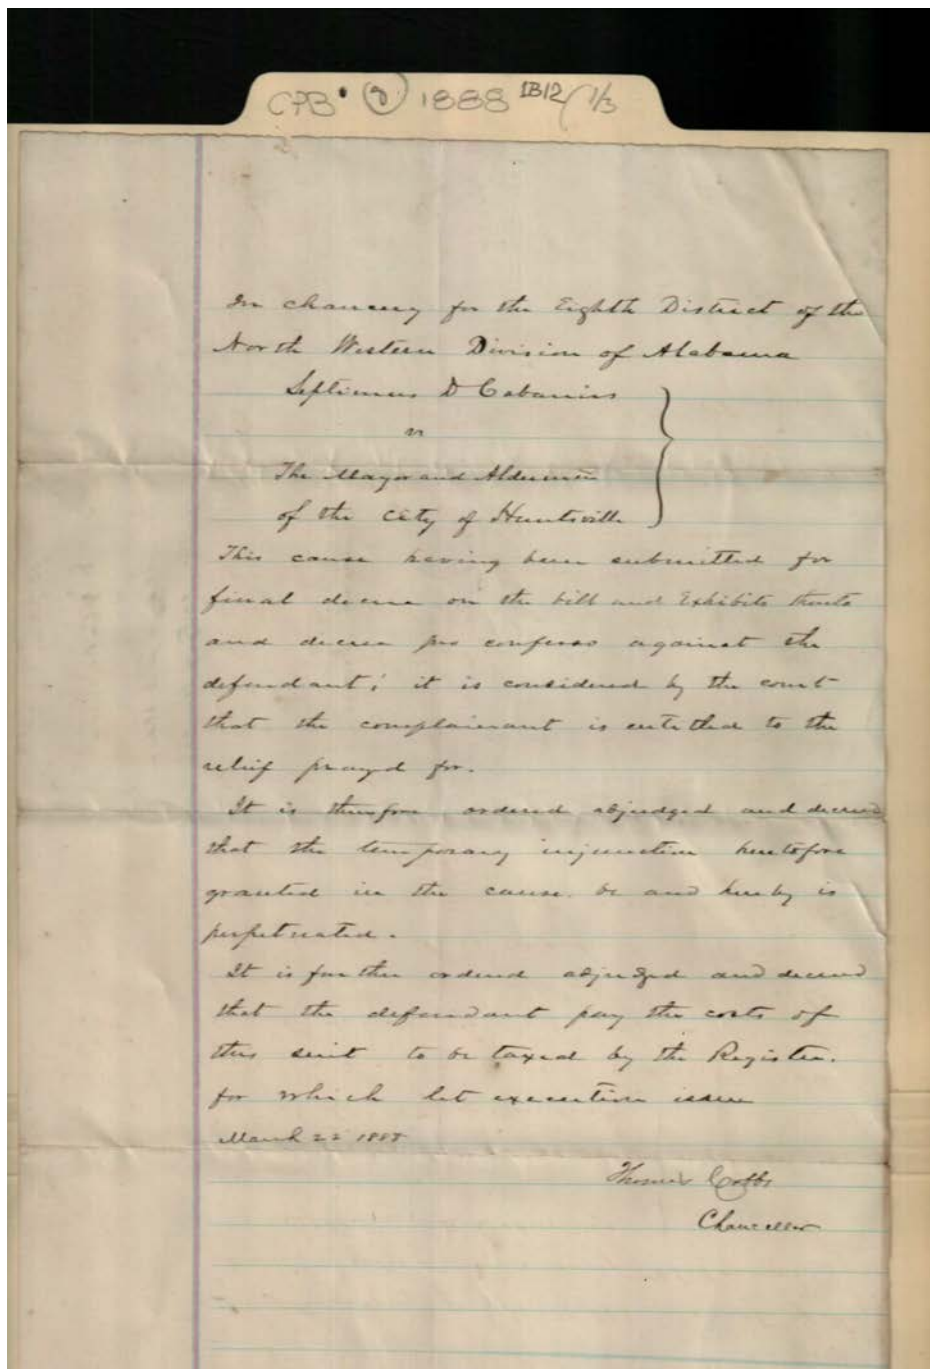 CPB 8 1888 IB12 1/3
In chancery for the Eighth District of the
North Western Division of Alabama
Septimus D Cabaniss
vs
The Mayor and Aldermen
of the city of Huntsville
This cause having been submitted for
final decree on the bill and Exhibits thereto
and decree pro confesso against the
defendant; it is considered by the court
that the complainant is entitled to the
relief prayed for.
It is therefore ordered adjudged and decreed
that the temporary injunction heretofore
granted in the cause. be and hereby is
perpetuated.
It is further ordered adjudged and decreed
that the defendant pay the costs of
this suit to be taxed by the Register.
for which let execution issue
March 22 1888
Thomas Cobbs
Chancellor